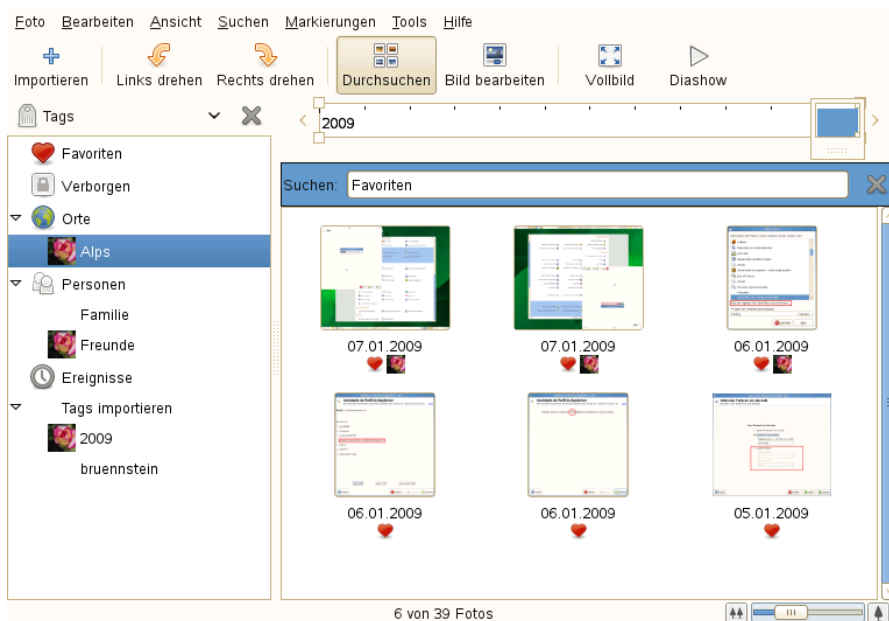 Foto Bearbeiten Ansicht Suchen Markierungen Tools Hilfe
Importieren Links drehen Rechts drehen Durchsuchen Bild bearbeiten Vollbild Diashow
Tags
2009
Favoriten
Verborgen
Orte
Alps
Personen
Familie
Freunde
Ereignisse
Tags importieren
2009
bruennstein
Suchen: Favoriten
07.01.2009 07.01.2009 06.01.2009
06.01.2009 06.01.2009 05.01.2009
6 von 39 Fotos